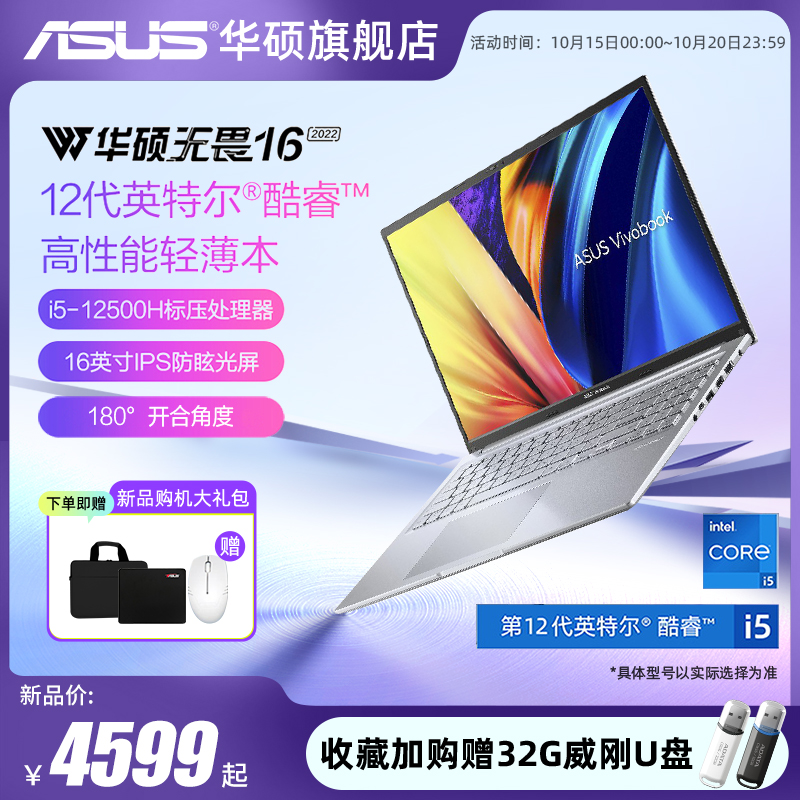 ASUS®华硕旗舰店
活动时间：10月15日00:00~10月20日23:59
华硕无畏16 2022
12代英特尔®酷睿™
高性能轻薄本
i5-12500H标压处理器
16英寸IPS防眩光屏
180° 开合角度
ASUS Vivobook
下单即赠
新品购机大礼包
赠
intel.
CORE
i5
第12代英特尔® 酷睿™ i5
*具体型号以实际选择为准
新品价:
¥4599起
收藏加购赠32G威刚U盘